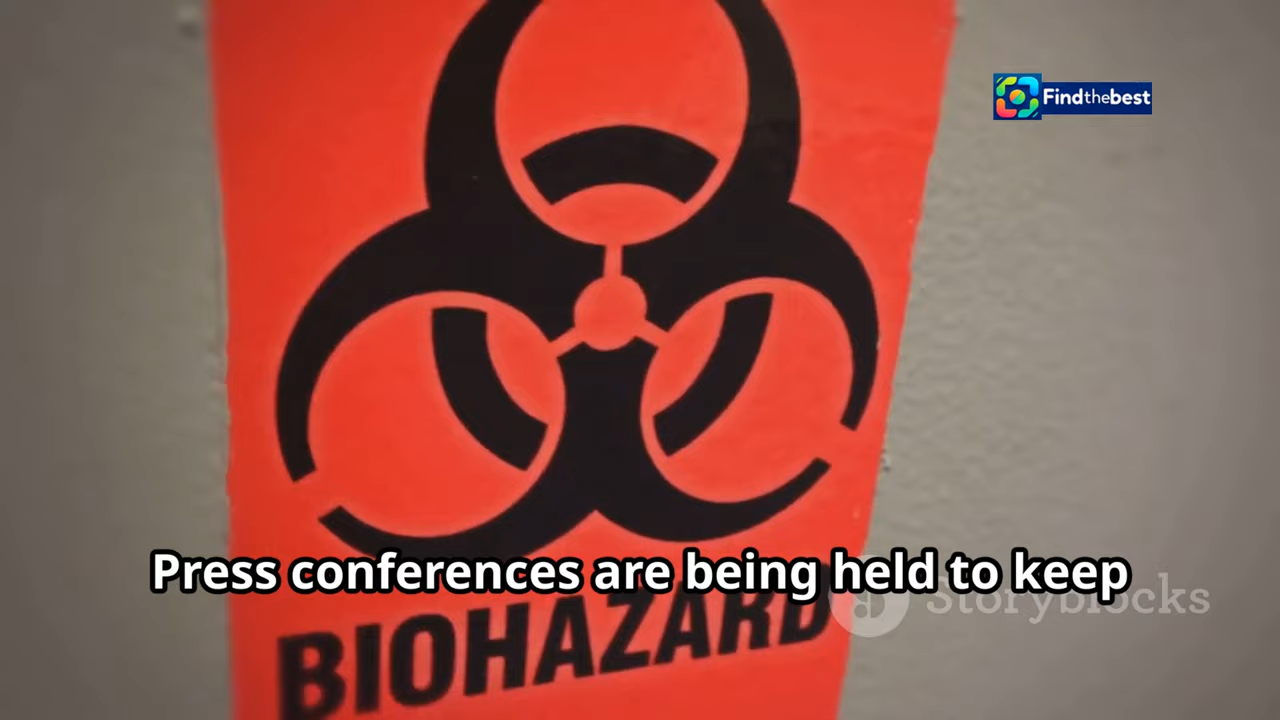 Findthebest
Press conferences are being held to keep
Storyblocks
BIOHAZARD